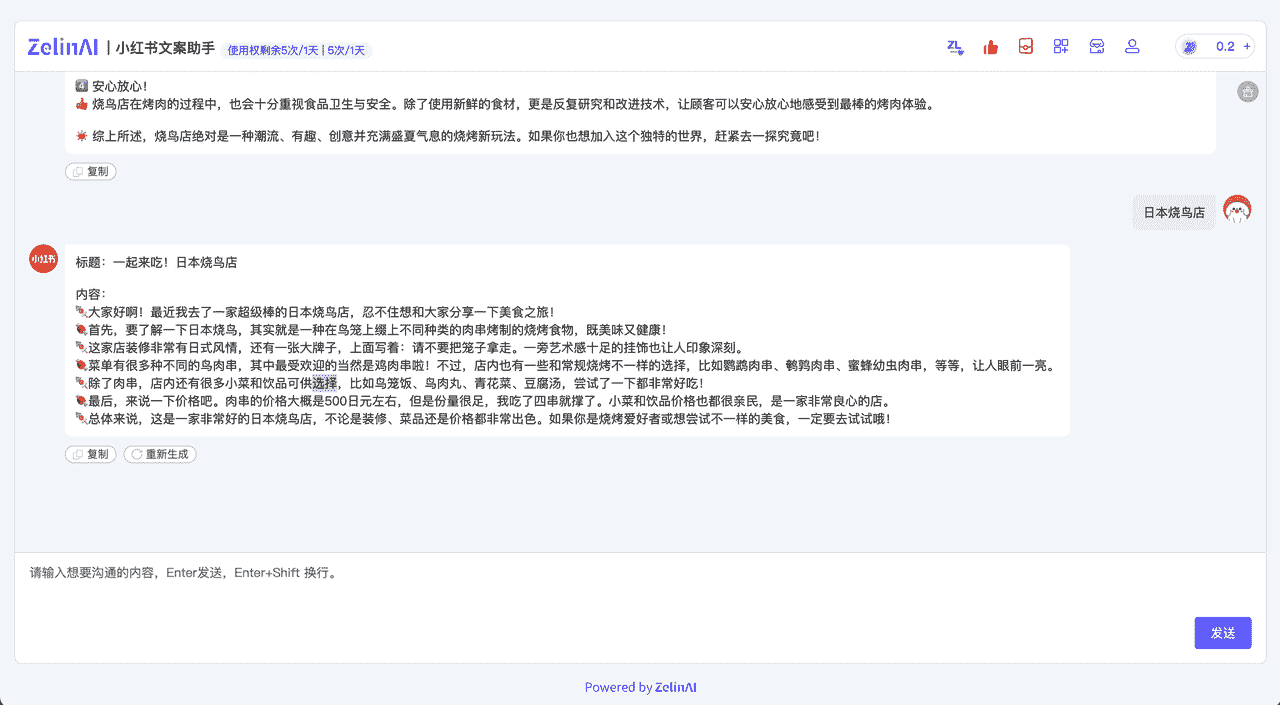 ZelinAI | 小红书文案助手 使用权剩余5次/1天 | 5次/1天
ZL
0.2 +
4 安心放心！
烧鸟店在烤肉的过程中，也会十分重视食品卫生与安全。除了使用新鲜的食材，更是反复研究和改进技术，让顾客可以安心放心地感受到最棒的烤肉体验。
综上所述，烧鸟店绝对是一种潮流、有趣、创意并充满盛夏气息的烧烤新玩法。如果你也想加入这个独特的世界，赶紧去一探究竟吧！
复制
日本烧鸟店
小红书
标题：一起来吃！日本烧鸟店
内容：
大家好啊！最近我去了一家超级棒的日本烧鸟店，忍不住想和大家分享一下美食之旅！
首先，要了解一下日本烧鸟，其实就是一种在鸟笼上缀上不同种类的肉串烤制的烧烤食物，既美味又健康！
这家店装修非常有日式风情，还有一张大牌子，上面写着：请不要把笼子拿走。一旁艺术感十足的挂饰也让人印象深刻。
菜单有很多种不同的鸟肉串，其中最受欢迎的当然是鸡肉串啦！不过，店内也有一些和常规烧烤不一样的选择，比如鹦鹉肉串、鹌鹑肉串、蜜蜂幼虫肉串，等等，让人眼前一亮。
除了肉串，店内还有很多小菜和饮品可供选择，比如鸟笼饭、鸟肉丸、青花菜、豆腐汤，尝试了一下都非常好吃！
最后，来说一下价格吧。肉串的价格大概是500日元左右，但是份量很足，我吃了四串就撑了。小菜和饮品价格也都很亲民，是一家非常良心的店。
总体来说，这是一家非常好的日本烧鸟店，不论是装修、菜品还是价格都非常出色。如果你是烧烤爱好者或想尝试不一样的美食，一定要去试试哦！
复制 重新生成
请输入想要沟通的内容，Enter发送，Enter+Shift 换行。
发送
Powered by ZelinAI